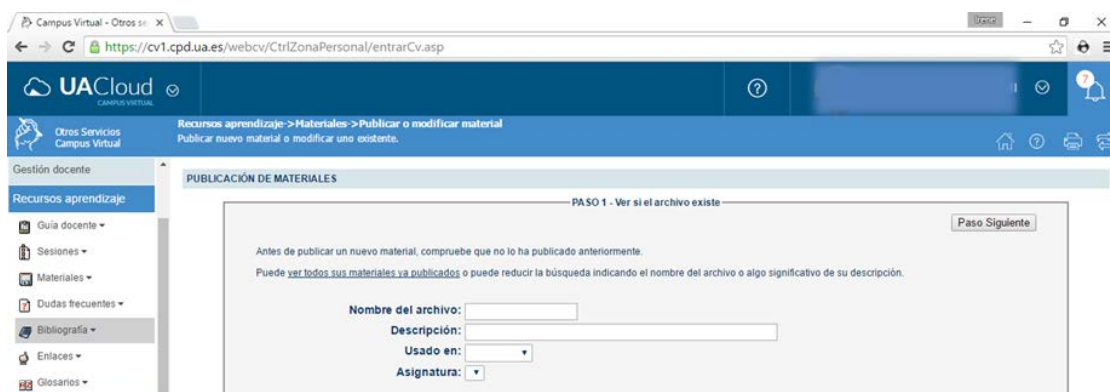 Campus Virtual - Otros se
Irene
https://cv1.cpd.ua.es/webcv/CtrlZonaPersonal/entrarCv.asp
UACloud
CAMPUS VIRTUAL
7
Otros Servicios
Campus Virtual
Recursos aprendizaje->Materiales->Publicar o modificar material
Publicar nuevo material o modificar uno existente.
Gestión docente
Recursos aprendizaje
Guía docente
Sesiones
Materiales
Dudas frecuentes
Bibliografía
Enlaces
Glosarios
PUBLICACIÓN DE MATERIALES
PASO 1 - Ver si el archivo existe
Paso Siguiente
Antes de publicar un nuevo material, compruebe que no lo ha publicado anteriormente.
Puede ver todos sus materiales ya publicados o puede reducir la búsqueda indicando el nombre del archivo o algo significativo de su descripción.
Nombre del archivo:
Descripción:
Usado en:
Asignatura: